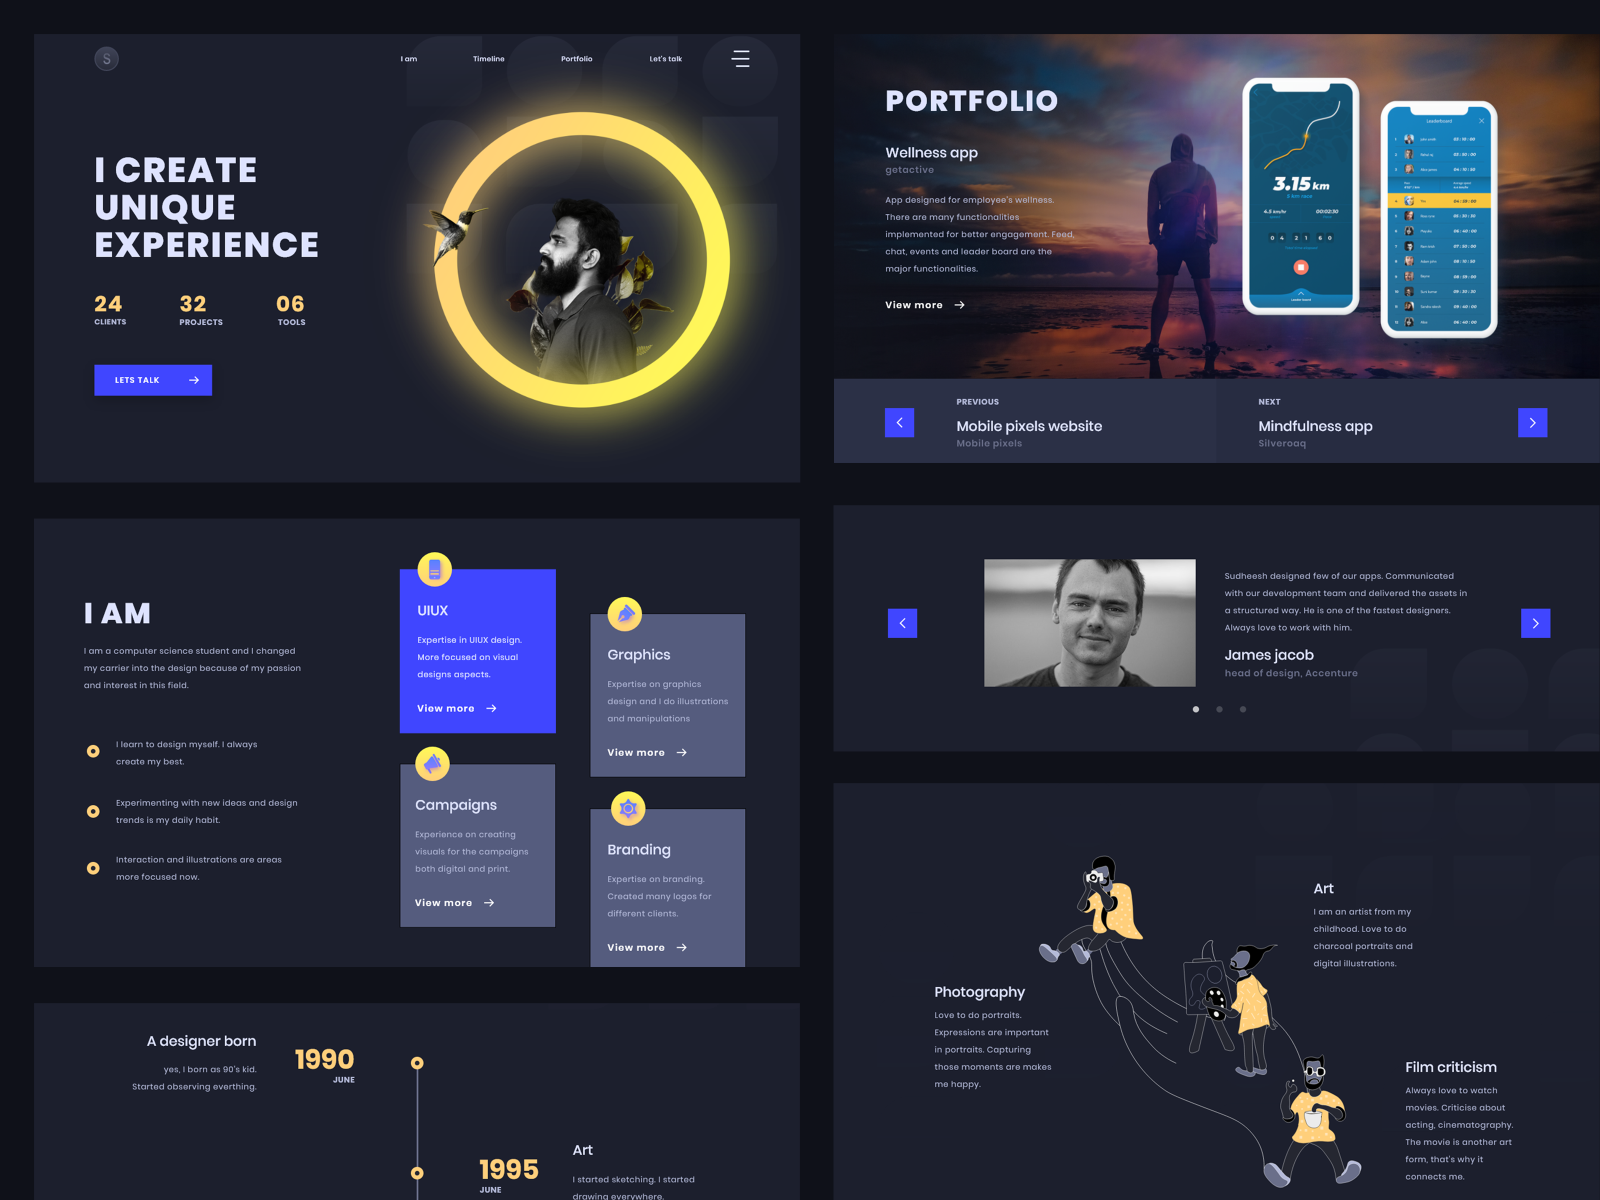 S
I am
Timeline
Portfolio
Let's talk
I CREATE
UNIQUE
EXPERIENCE
24
CLIENTS
32
PROJECTS
06
TOOLS
LETS TALK
PORTFOLIO
Wellness app
getactive
App designed for employee's wellness.
There are many functionalities
implemented for better engagement. Feed,
chat, events and leader board are the
major functionalities.
View more
3.15 km
4.5 km/hr
00:02:30
04 21 60
Leaderboard
PREVIOUS
Mobile pixels website
Mobile pixels
NEXT
Mindfulness app
Silveroaq
I AM
I am a computer science student and I changed
my carrier into the design because of my passion
and interest in this field.
I learn to design myself. I always
create my best.
Experimenting with new ideas and design
trends is my daily habit.
Interaction and illustrations are areas
more focused now.
UIUX
Expertise in UIUX design.
More focused on visual
designs aspects.
View more
Graphics
Expertise on graphics
design and I do illustrations
and manipulations
View more
Campaigns
Experience on creating
visuals for the campaigns
both digital and print.
View more
Branding
Expertise on branding.
Created many logos for
different clients.
View more
Sudheesh designed few of our apps. Communicated
with our development team and delivered the assets in
a structured way. He is one of the fastest designers.
Always love to work with him.
James jacob
head of design, Accenture
A designer born
yes, I born as 90's kid.
Started observing everthing.
1990
JUNE
1995
JUNE
Art
I started sketching. I started
drawing everywhere.
Art
I am an artist from my
childhood. Love to do
charcoal portraits and
digital illustrations.
Photography
Love to do portraits.
Expressions are important
in portraits. Capturing
those moments are makes
me happy.
Film criticism
Always love to watch
movies. Criticise about
acting, cinematography.
The movie is another art
form, that's why it
connects me.